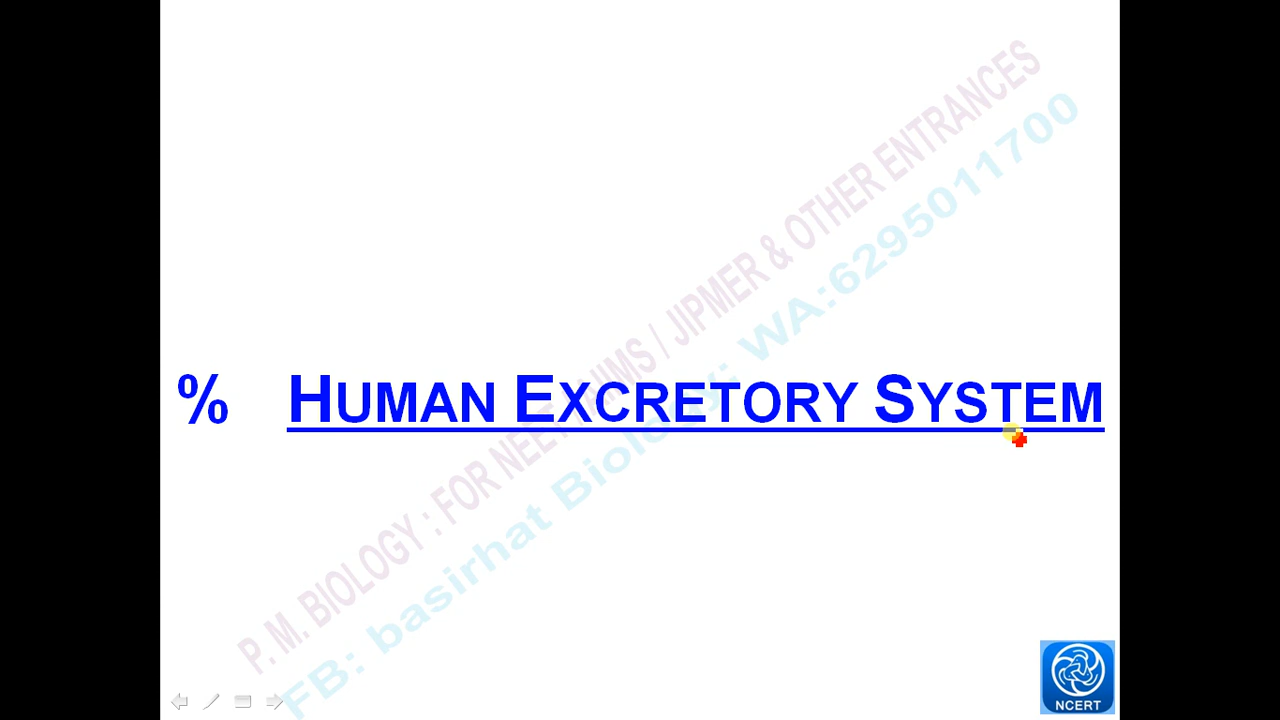 P. M. BIOLOGY : FOR NEET / AIIMS / JIPMER & OTHER ENTRANCES
FB: basirhat Biology: WA:6295011700
% HUMAN EXCRETORY SYSTEM
NCERT